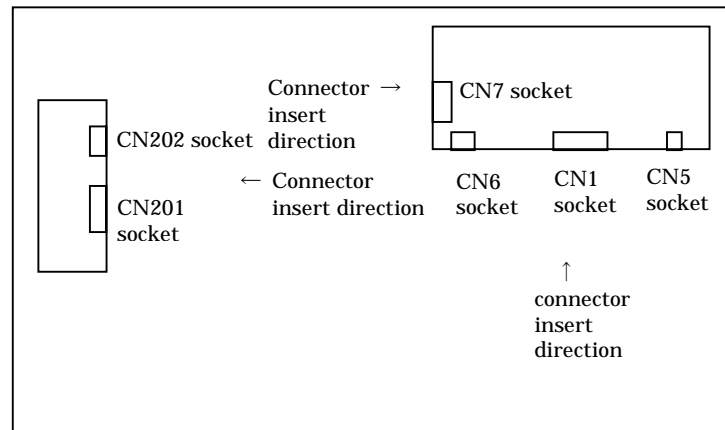 Connector →
insert
direction
CN7 socket
CN202 socket
← Connector
insert direction
CN201
socket
CN6
socket
CN1
socket
CN5
socket
↑
connector
insert
direction